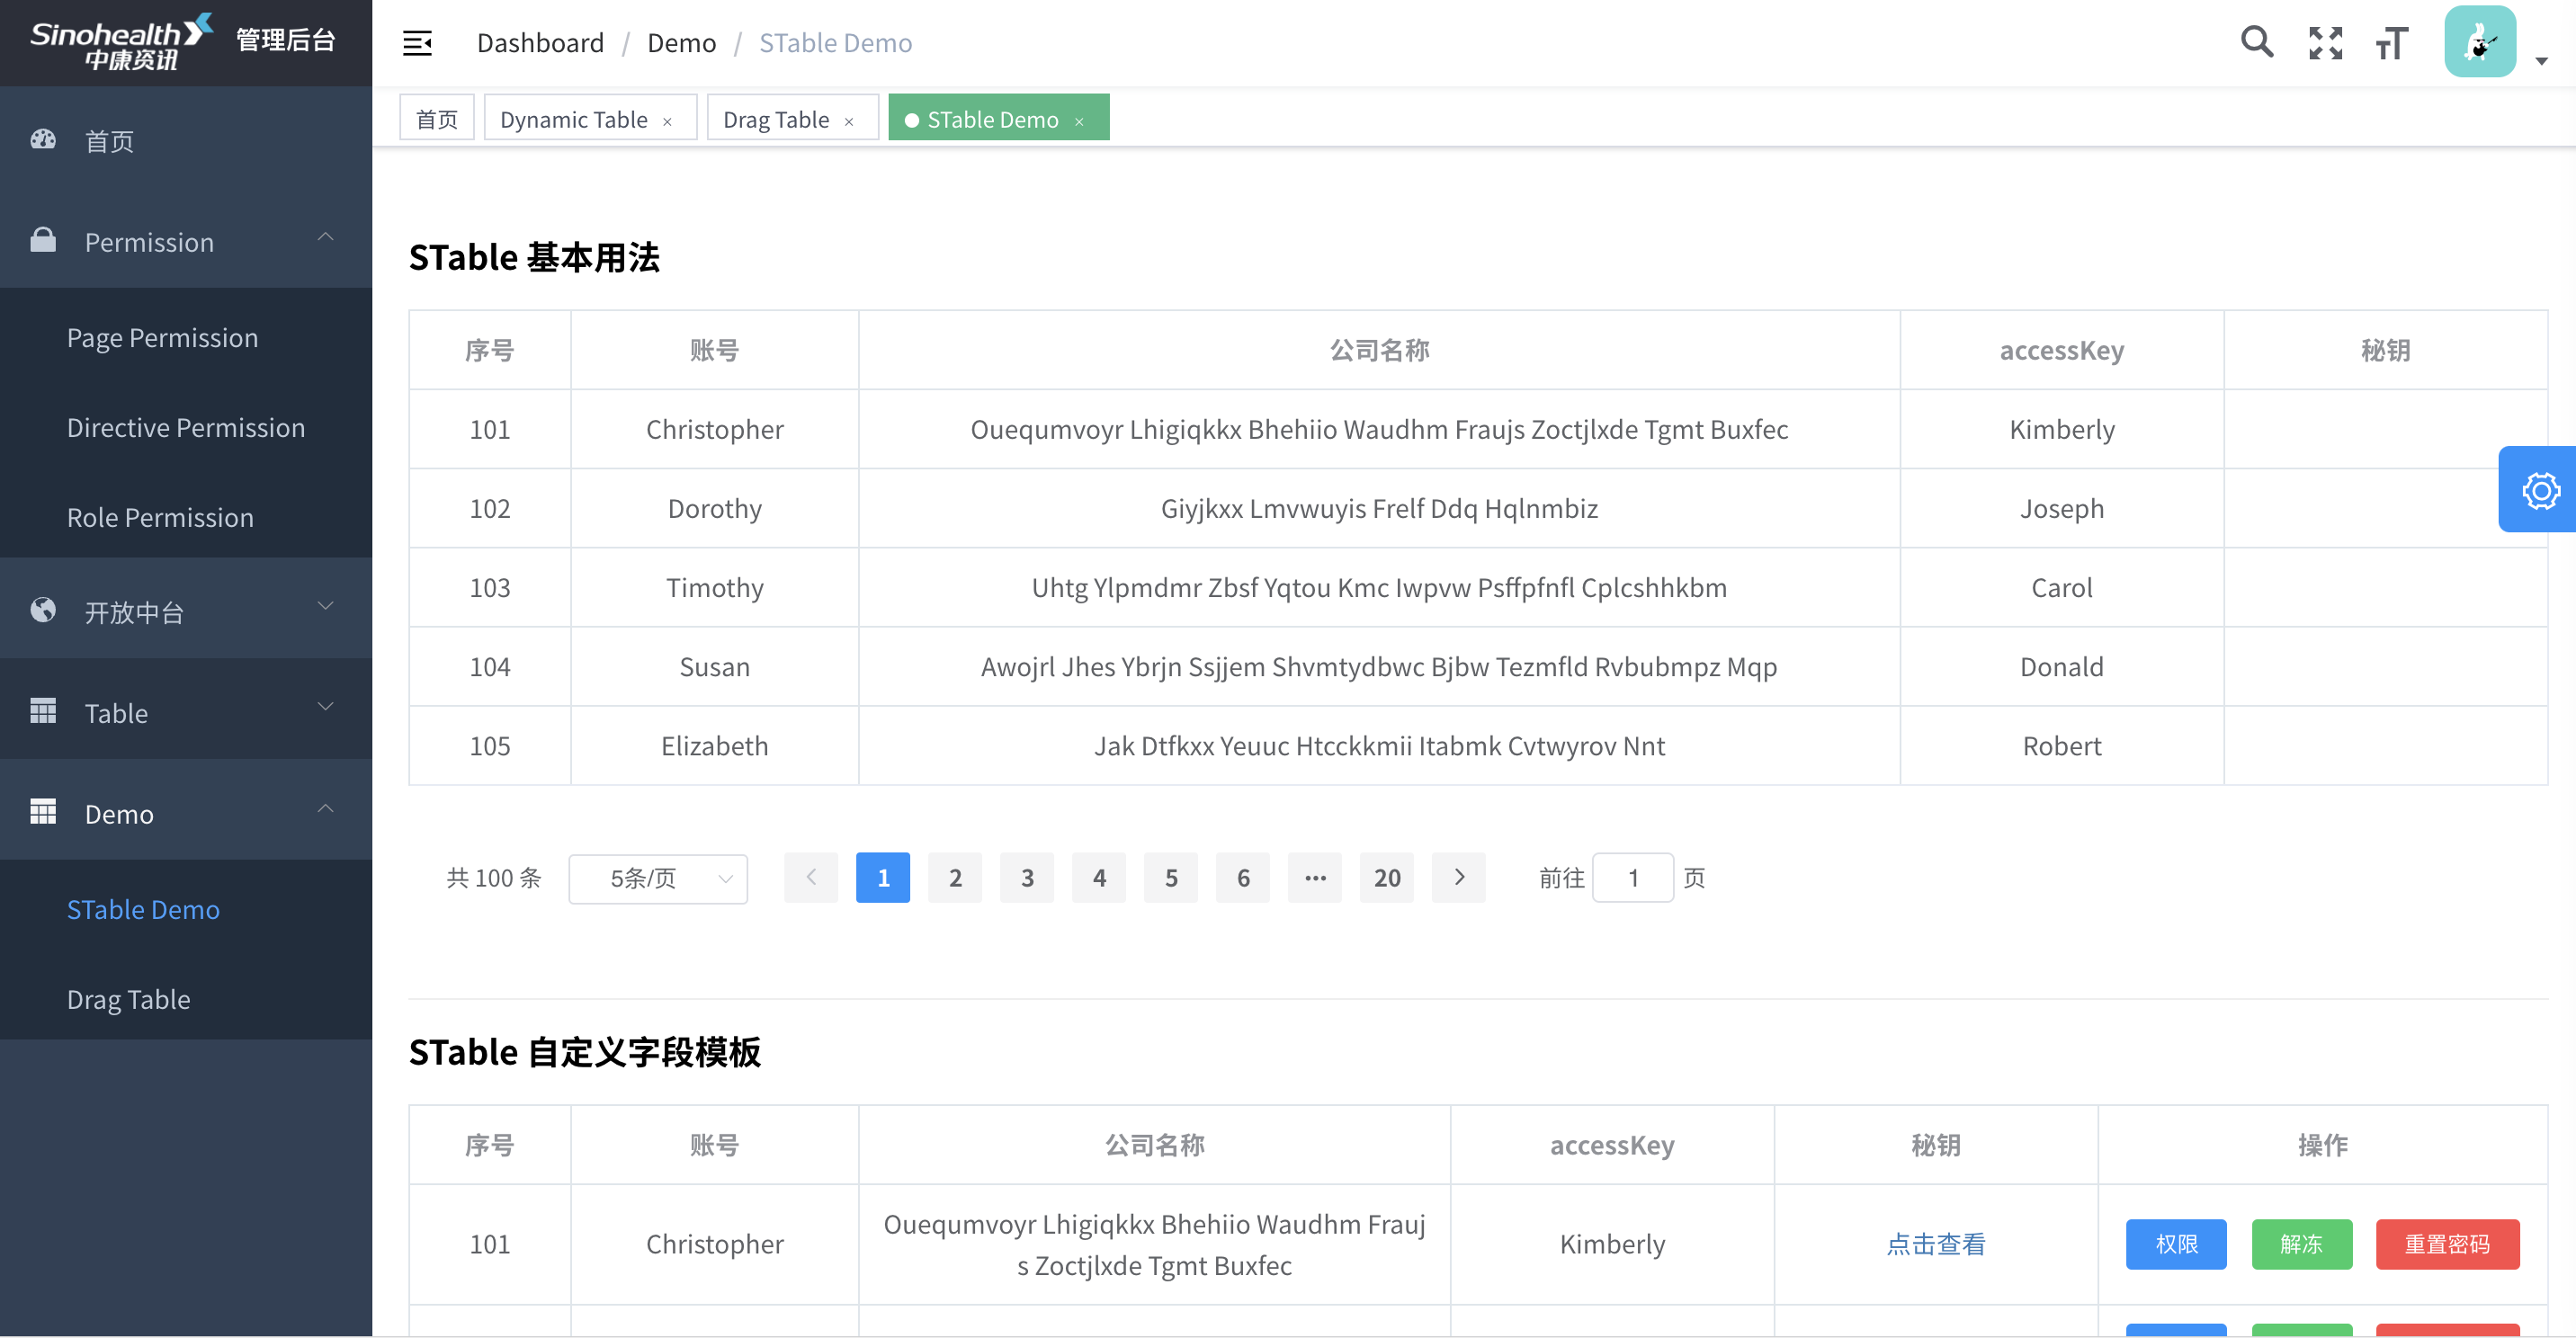 Sinohealth
中康资讯
管理后台
Dashboard / Demo / STable Demo
首页
Dynamic Table ×
Drag Table ×
STable Demo ×
首页
Permission
Page Permission
Directive Permission
Role Permission
开放中台
Table
Demo
STable Demo
Drag Table
STable 基本用法
序号 账号 公司名称 accessKey 秘钥
101 Christopher Ouequmvoyr Lhigiqkkx Bhehiio Waudhm Fraujs Zoctjlxde Tgmt Buxfec Kimberly
102 Dorothy Giyjkxx Lmvwuyis Frelf Ddq Hqlnmbiz Joseph
103 Timothy Uhtg Ylpmdmr Zbsf Yqtou Kmc Iwpvw Psffpfnfl Cplcshhkbm Carol
104 Susan Awojrl Jhes Ybrjn Ssjjem Shvmtydbwc Bjbw Tezmfld Rvbubmpz Mqp Donald
105 Elizabeth Jak Dtfkxx Yeuuc Htcckkmii Itabmk Cvtwyrov Nnt Robert
共 100 条 5条/页 1 2 3 4 5 6 ··· 20 前往 1 页
STable 自定义字段模板
序号 账号 公司名称 accessKey 秘钥 操作
101 Christopher Ouequmvoyr Lhigiqkkx Bhehiio Waudhm Frauj
s Zoctjlxde Tgmt Buxfec Kimberly 点击查看 权限 解冻 重置密码